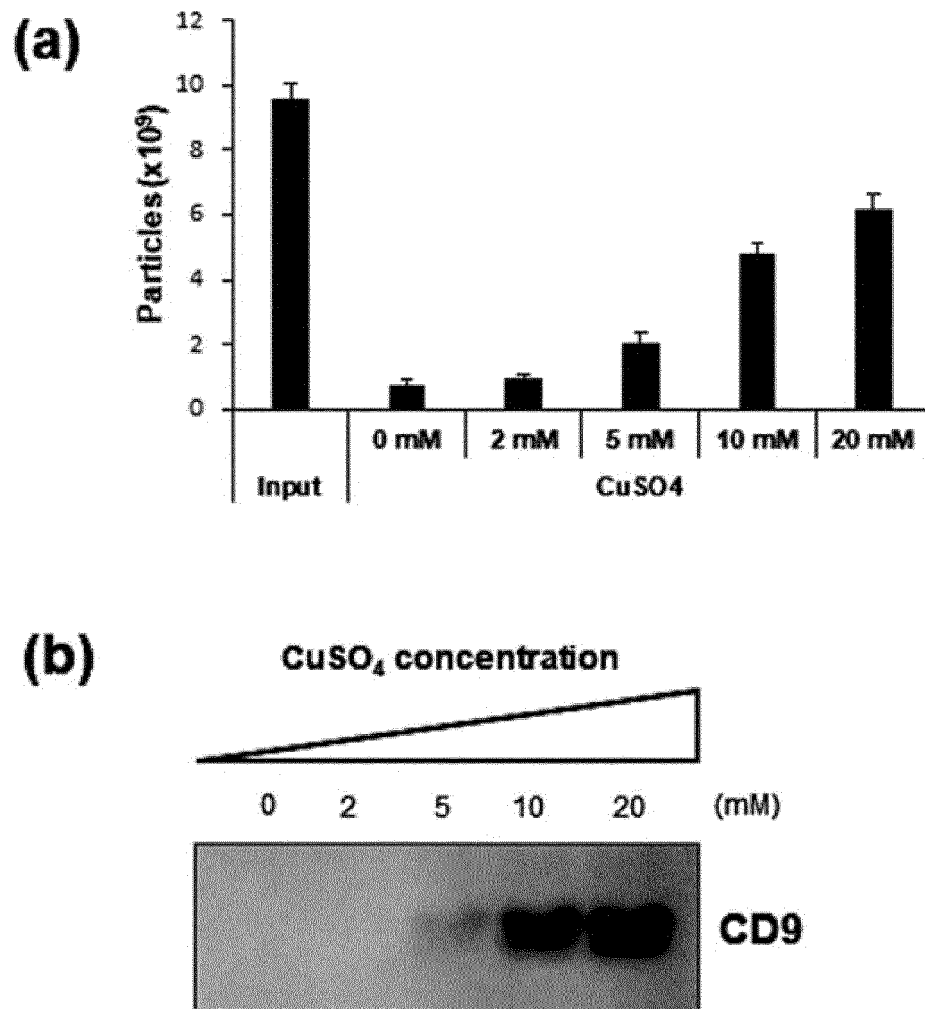 (a)
Particles (x10⁹)
12
10
8
6
4
2
0
0 mM 2 mM 5 mM 10 mM 20 mM
Input CuSO4
(b)
CuSO₄ concentration
0 2 5 10 20 (mM)
CD9